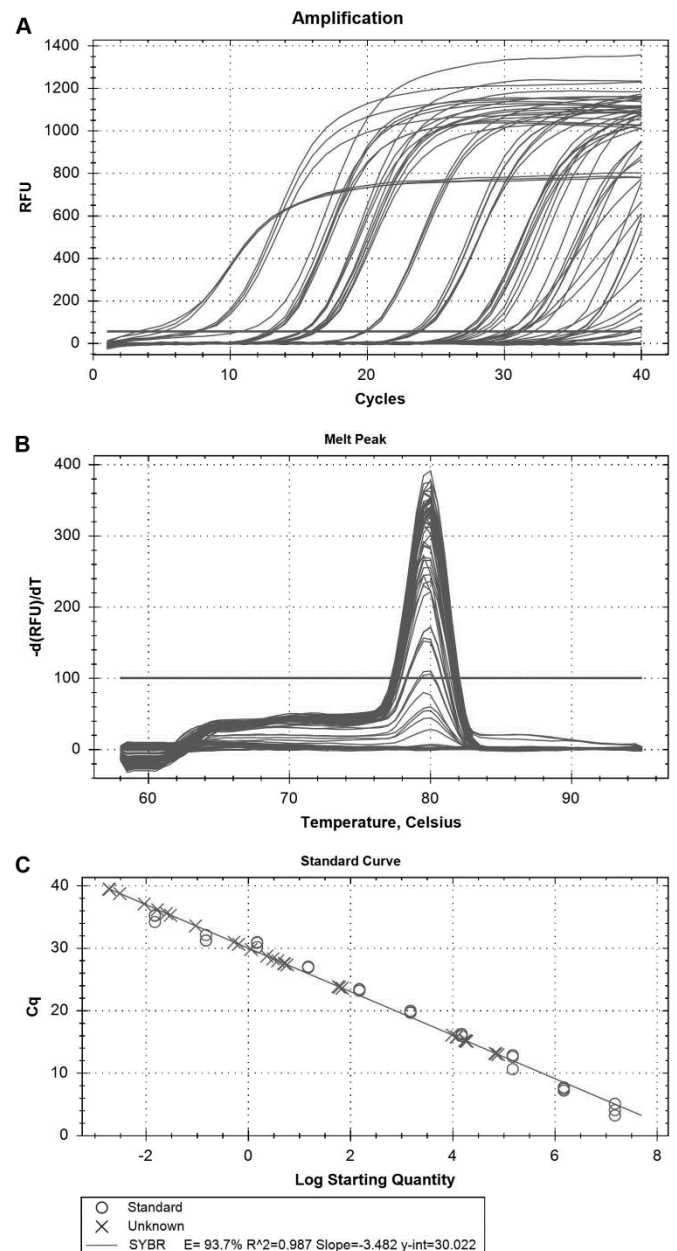 A
Amplification
1400
1200
1000
800
600
400
200
0
RFU
0 10 20 30 40
Cycles
B
Melt Peak
400
300
200
100
0
-d(RFU)/dT
60 70 80 90
Temperature, Celsius
C
Standard Curve
40
30
20
10
0
Cq
-2 0 2 4 6 8
Log Starting Quantity
Standard
Unknown
SYBR E= 93.7% R^2=0.987 Slope=-3.482 y-int=30.022